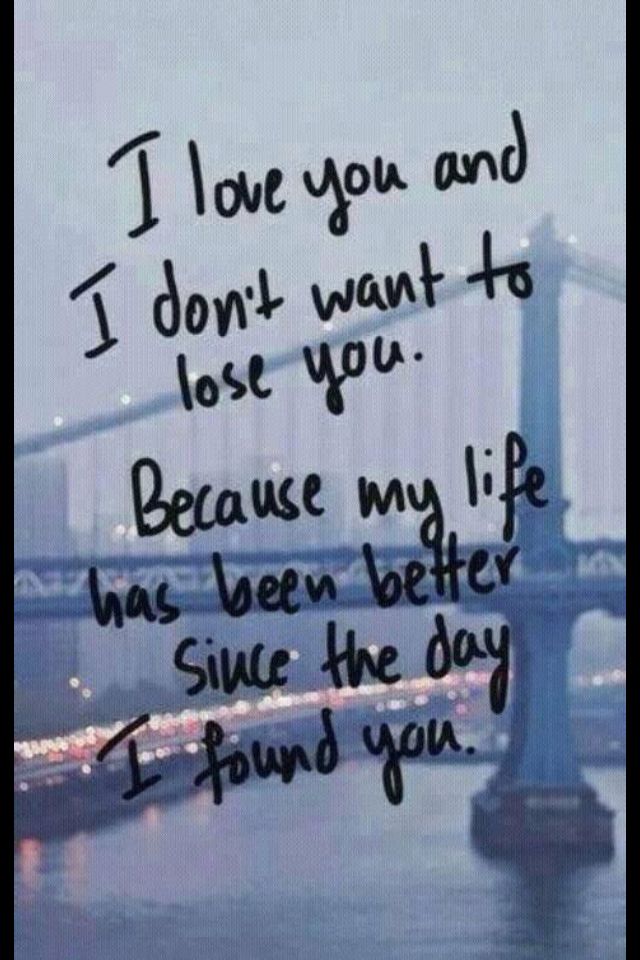 I love you and
I don't want to
lose you.
Because my life
has been better
since the day
I found you.